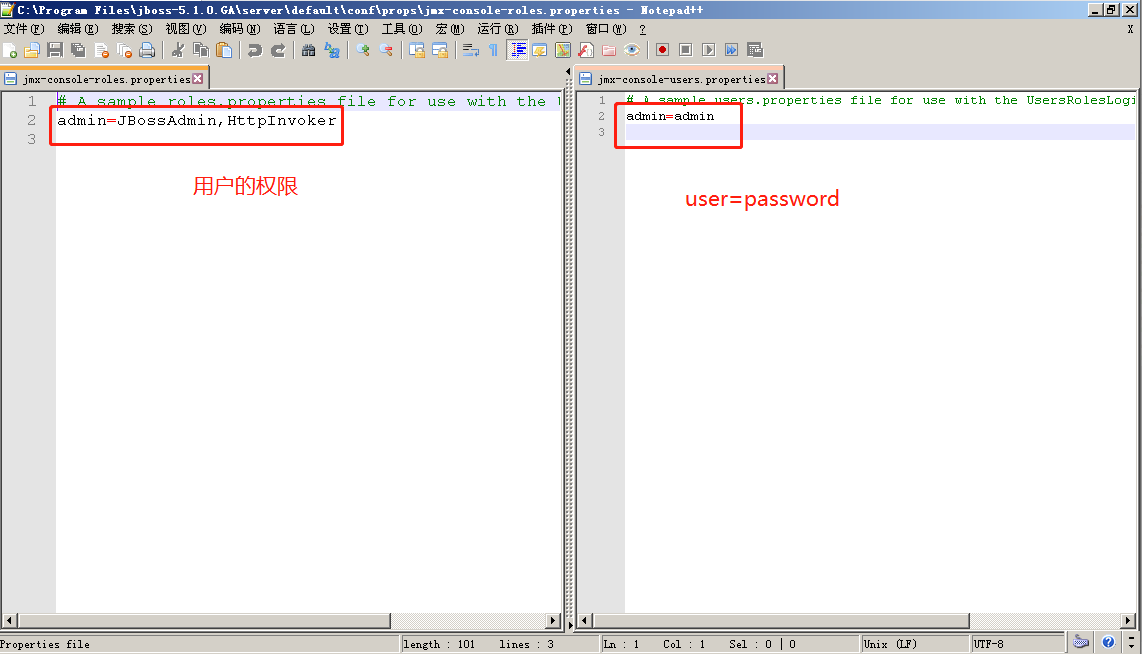 C:\Program Files\jboss-5.1.0.GA\server\default\conf\props\jmx-console-roles.properties - Notepad++
文件(F) 编辑(E) 搜索(S) 视图(V) 编码(N) 语言(L) 设置(T) 工具(O) 宏(M) 运行(R) 插件(P) 窗口(W) ?
X
jmx-console-roles.properties
1 # A sample roles.properties file for use with the
2 admin=JBossAdmin,HttpInvoker
3
用户的权限
jmx-console-users.properties
1 # A sample users.properties file for use with the UsersRolesLogi
2 admin=admin
3
user=password
Properties file length : 101 lines : 3 Ln : 1 Col : 1 Sel : 0 | 0 Unix (LF) UTF-8